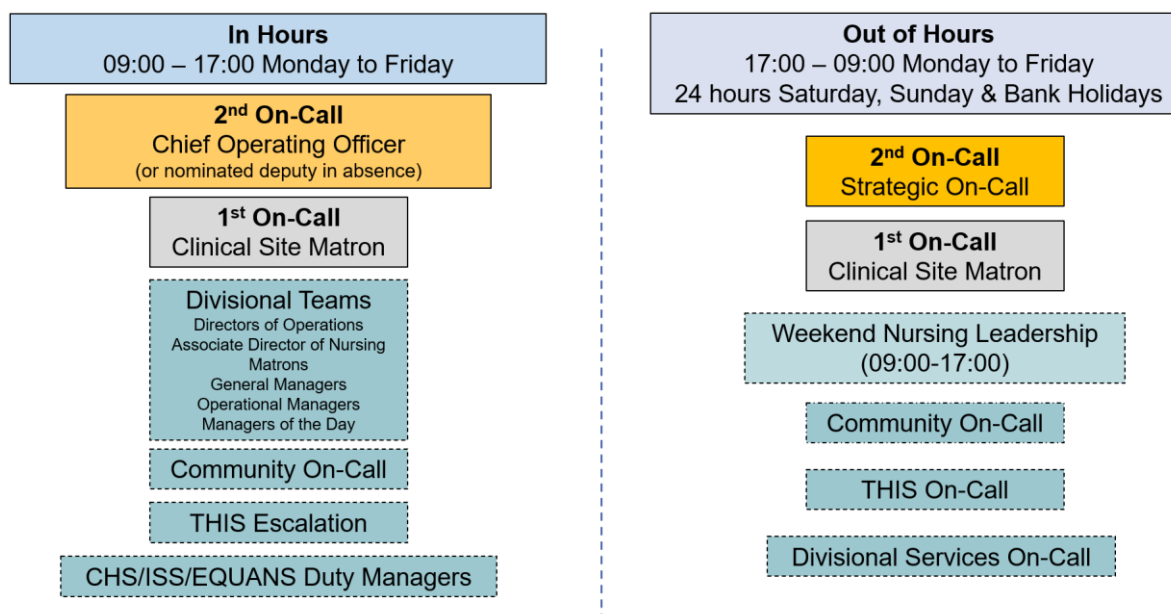 In Hours
09:00 – 17:00 Monday to Friday
2nd On-Call
Chief Operating Officer
(or nominated deputy in absence)
1st On-Call
Clinical Site Matron
Divisional Teams
Directors of Operations
Associate Director of Nursing
Matrons
General Managers
Operational Managers
Managers of the Day
Community On-Call
THIS Escalation
CHS/ISS/EQUANS Duty Managers
Out of Hours
17:00 – 09:00 Monday to Friday
24 hours Saturday, Sunday & Bank Holidays
2nd On-Call
Strategic On-Call
1st On-Call
Clinical Site Matron
Weekend Nursing Leadership
(09:00-17:00)
Community On-Call
THIS On-Call
Divisional Services On-Call